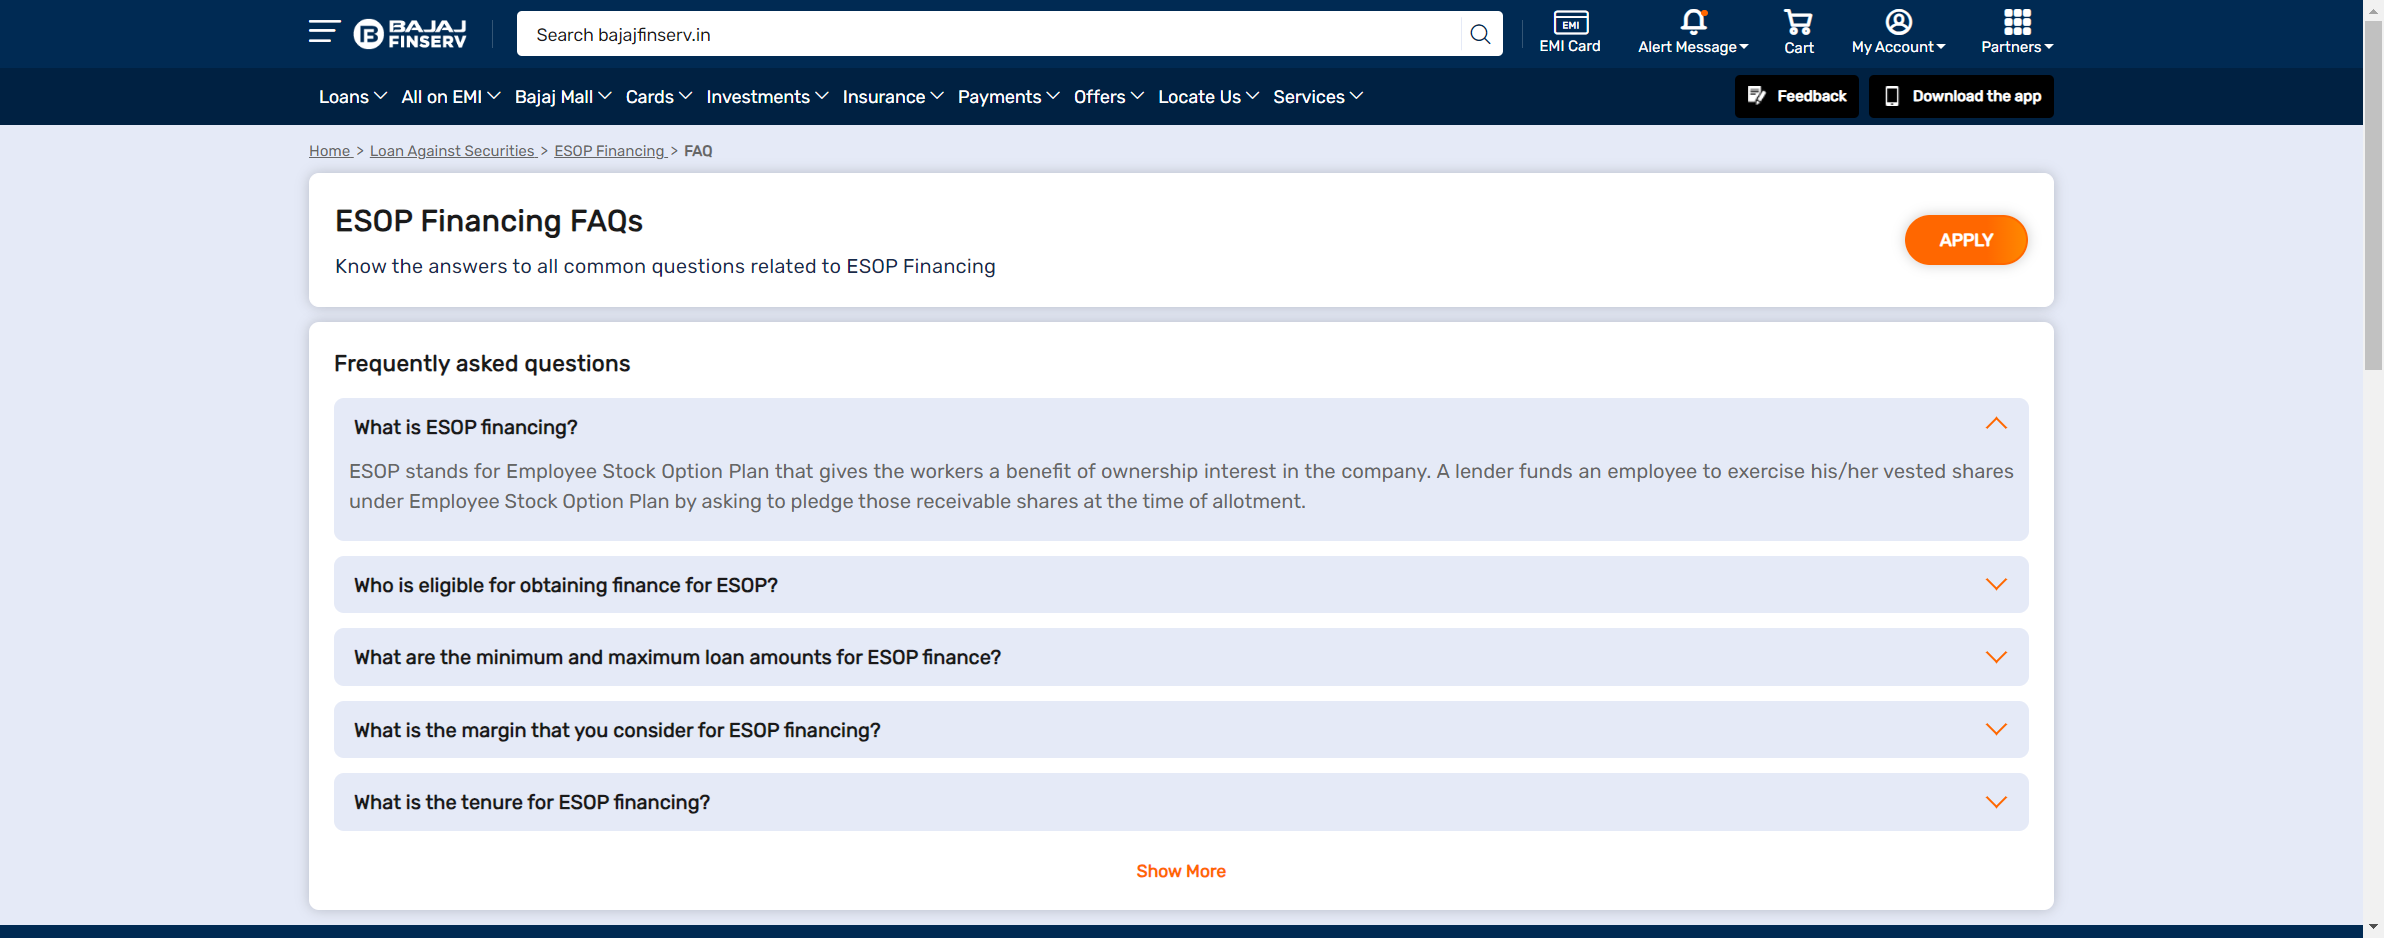 BAJAJ
FINSERV
Search bajajfinserv.in
EMI
EMI Card
Alert Message
Cart
My Account
Partners
Loans All on EMI Bajaj Mall Cards Investments Insurance Payments Offers Locate Us Services
Feedback
Download the app
Home > Loan Against Securities > ESOP Financing > FAQ
ESOP Financing FAQs
Know the answers to all common questions related to ESOP Financing
APPLY
Frequently asked questions
What is ESOP financing?
ESOP stands for Employee Stock Option Plan that gives the workers a benefit of ownership interest in the company. A lender funds an employee to exercise his/her vested shares
under Employee Stock Option Plan by asking to pledge those receivable shares at the time of allotment.
Who is eligible for obtaining finance for ESOP?
What are the minimum and maximum loan amounts for ESOP finance?
What is the margin that you consider for ESOP financing?
What is the tenure for ESOP financing?
Show More